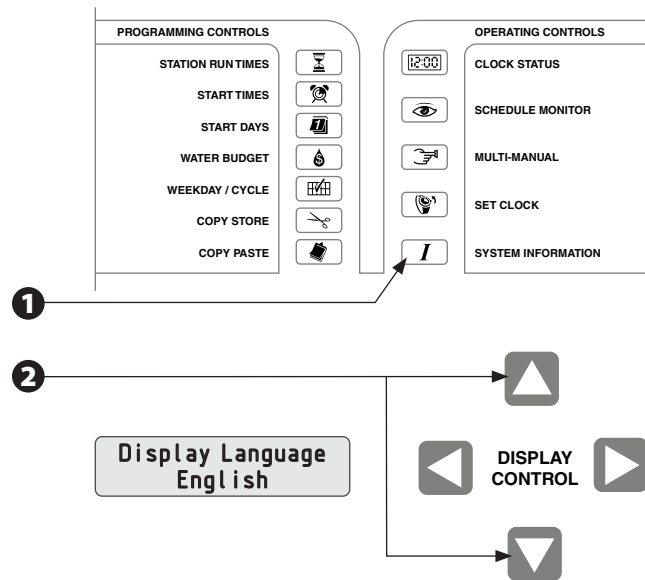 PROGRAMMING CONTROLS
STATION RUN TIMES
START TIMES
START DAYS
1
WATER BUDGET
$
WEEKDAY / CYCLE
COPY STORE
COPY PASTE
OPERATING CONTROLS
12:00
CLOCK STATUS
SCHEDULE MONITOR
MULTI-MANUAL
SET CLOCK
I
SYSTEM INFORMATION
1
2
Display Language
English
DISPLAY
CONTROL